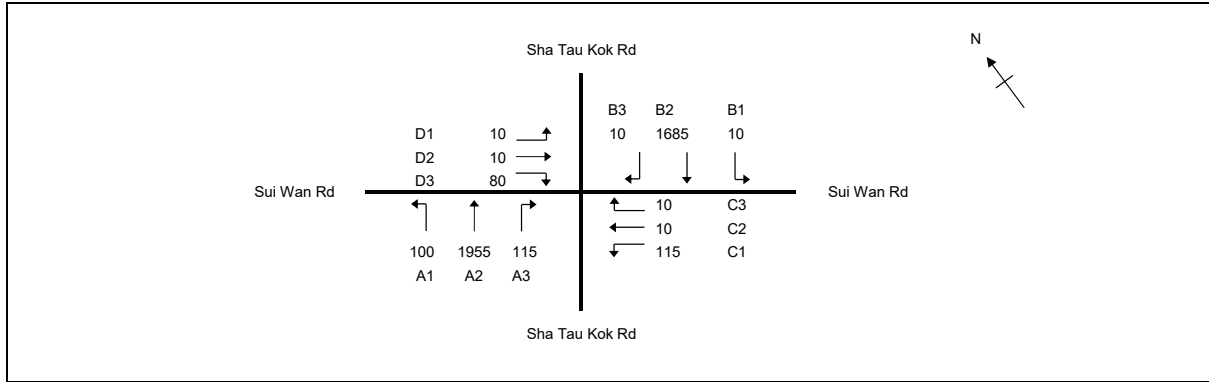 Sha Tau Kok Rd
N
B3 B2 B1
10 1685 10
D1 10
D2 10
D3 80
Sui Wan Rd
Sui Wan Rd
10 C3
10 C2
115 C1
100 1955 115
A1 A2 A3
Sha Tau Kok Rd